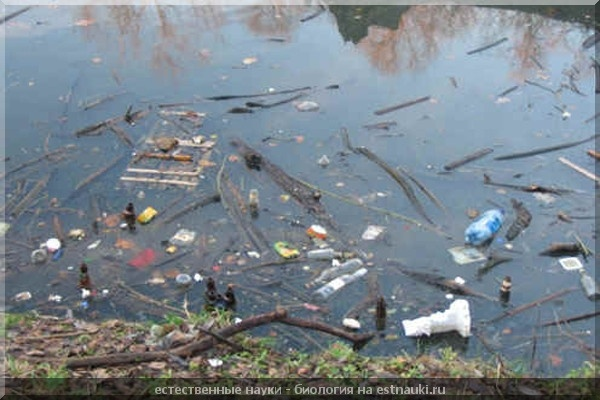 естественные науки - биология на estnauki.ru